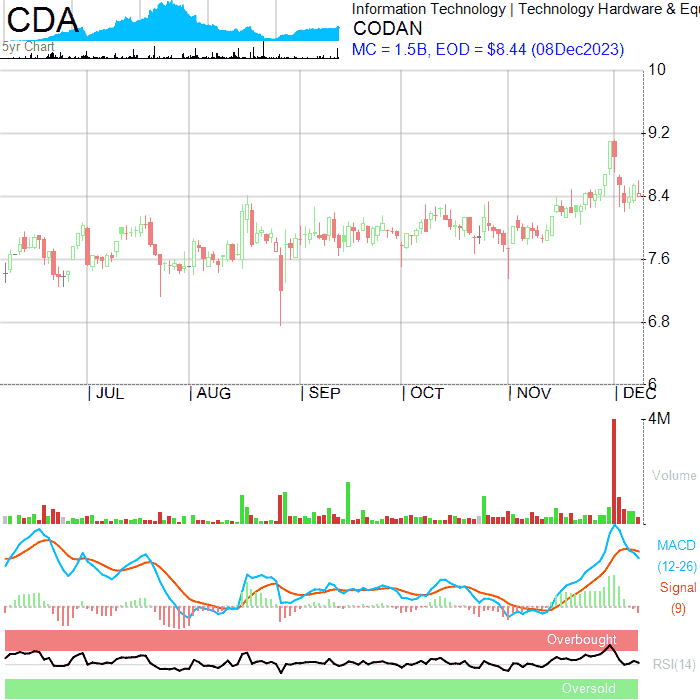 CDA
5yr Chart
Information Technology | Technology Hardware & Equ
CODAN
MC = 1.5B, EOD = $8.44 (08Dec2023)
10
9.2
8.4
7.6
6.8
6
JUL
AUG
SEP
OCT
NOV
DEC
4M
Volume
MACD
(12-26)
Signal
(9)
Overbought
RSI(14)
Oversold